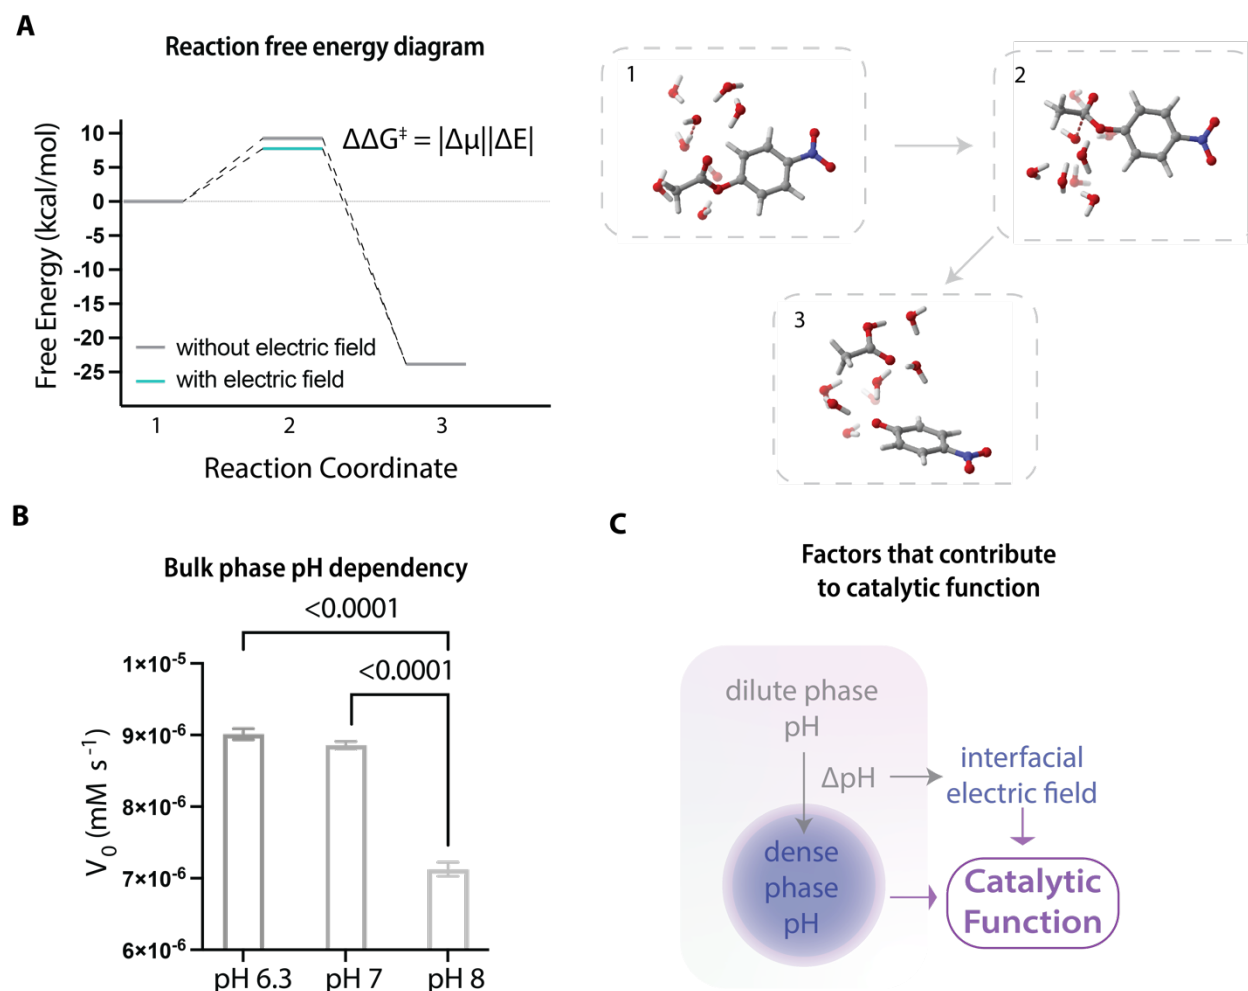 A
Reaction free energy diagram
Free Energy (kcal/mol)
10
5
0
-5
-10
-15
-20
-25
ΔΔG‡ = |Δμ||ΔE|
without electric field
with electric field
1
2
3
Reaction Coordinate
1
2
3
B
Bulk phase pH dependency
<0.0001
<0.0001
V₀ (mM s⁻¹)
1×10⁻⁵
9×10⁻⁶
8×10⁻⁶
7×10⁻⁶
6×10⁻⁶
pH 6.3
pH 7
pH 8
C
Factors that contribute
to catalytic function
dilute phase
pH
ΔpH
interfacial
electric field
dense
phase
pH
Catalytic
Function